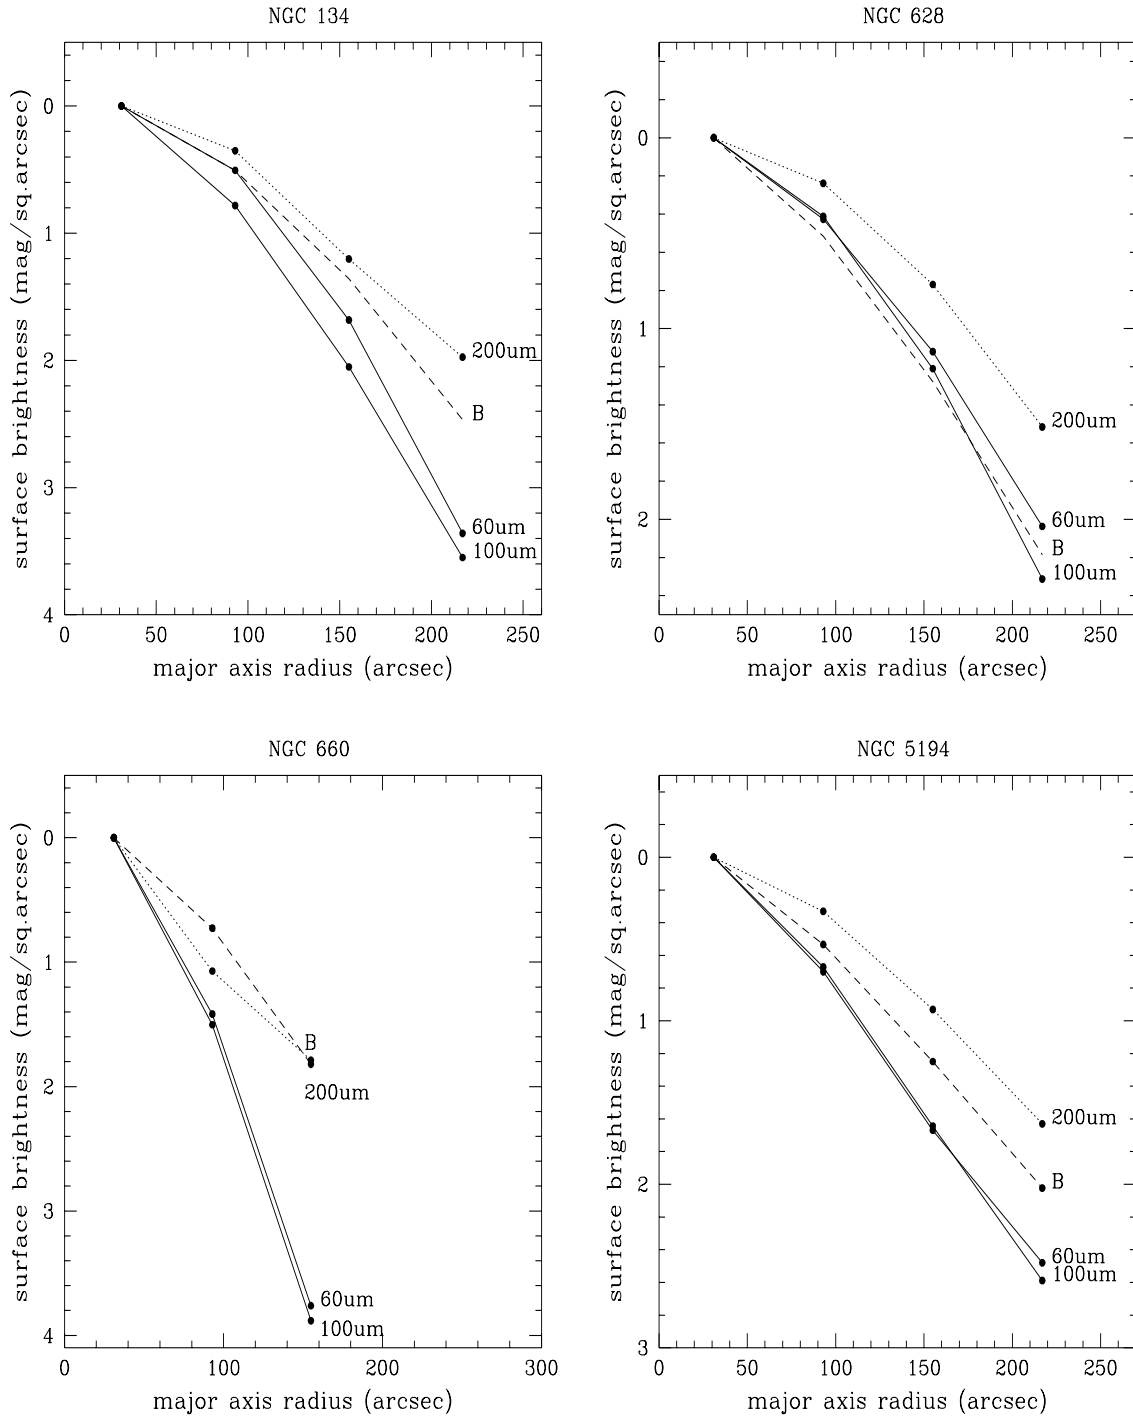 NGC 134
surface brightness (mag/sq.arcsec)
0
1
2
3
4
200um
B
60um
100um
0 50 100 150 200 250
major axis radius (arcsec)
NGC 628
surface brightness (mag/sq.arcsec)
0
1
2
200um
60um
B
100um
0 50 100 150 200 250
major axis radius (arcsec)
NGC 660
surface brightness (mag/sq.arcsec)
0
1
2
3
4
B
200um
60um
100um
0 100 200 300
major axis radius (arcsec)
NGC 5194
surface brightness (mag/sq.arcsec)
0
1
2
3
200um
B
60um
100um
0 50 100 150 200 250
major axis radius (arcsec)